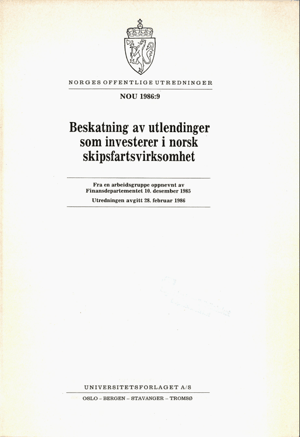 NORGES OFFENTLIGE UTREDNINGER
NOU 1986:9
Beskatning av utlendinger
som investerer i norsk
skipsfartsvirksomhet
Fra en arbeidsgruppe oppnevnt av
Finansdepartementet 10. desember 1985
Utredningen avgitt 28. februar 1986
UNIVERSITETSFORLAGET A/S
OSLO – BERGEN – STAVANGER – TROMSØ